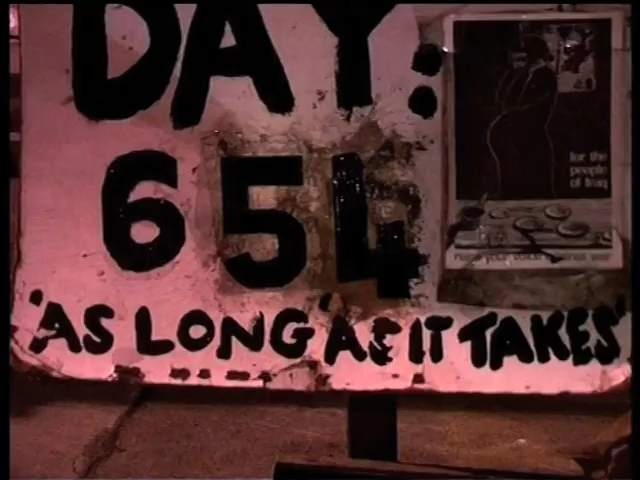 DAY:
654
"AS LONG AS IT TAKES"
for the
people
of Iraq